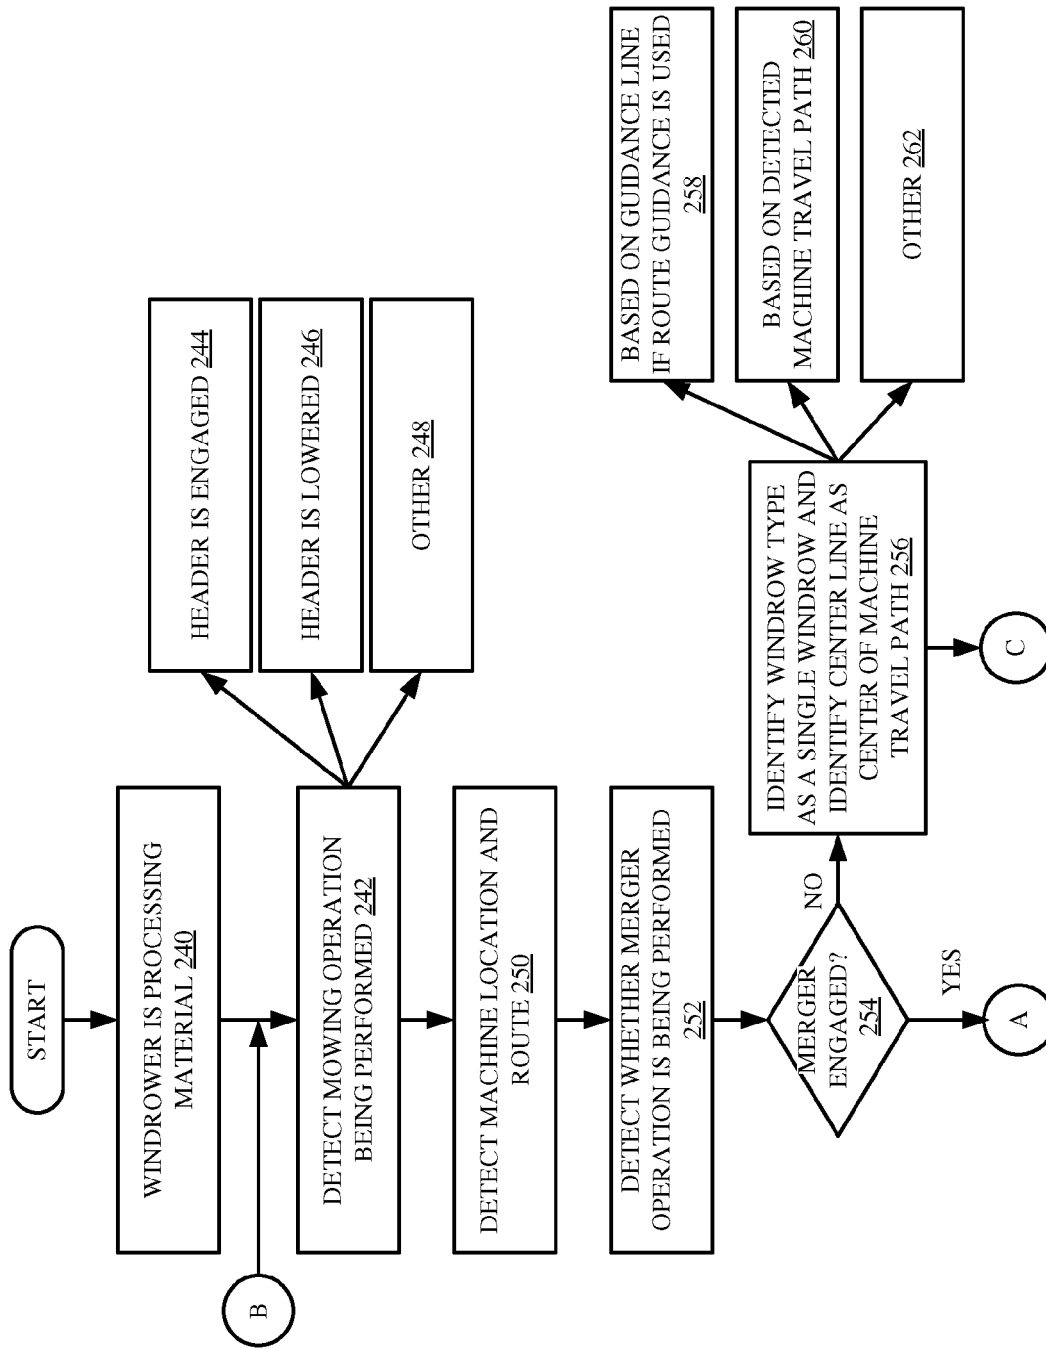 START
WINDROWER IS PROCESSING
MATERIAL 240
B
DETECT MOWING OPERATION
BEING PERFORMED 242
HEADER IS ENGAGED 244
HEADER IS LOWERED 246
OTHER 248
DETECT MACHINE LOCATION AND
ROUTE 250
DETECT WHETHER MERGER
OPERATION IS BEING PERFORMED
252
MERGER
ENGAGED?
254
NO
YES
A
IDENTIFY WINDROW TYPE
AS A SINGLE WINDROW AND
IDENTIFY CENTER LINE AS
CENTER OF MACHINE
TRAVEL PATH 256
C
BASED ON GUIDANCE LINE
IF ROUTE GUIDANCE IS USED
258
BASED ON DETECTED
MACHINE TRAVEL PATH 260
OTHER 262